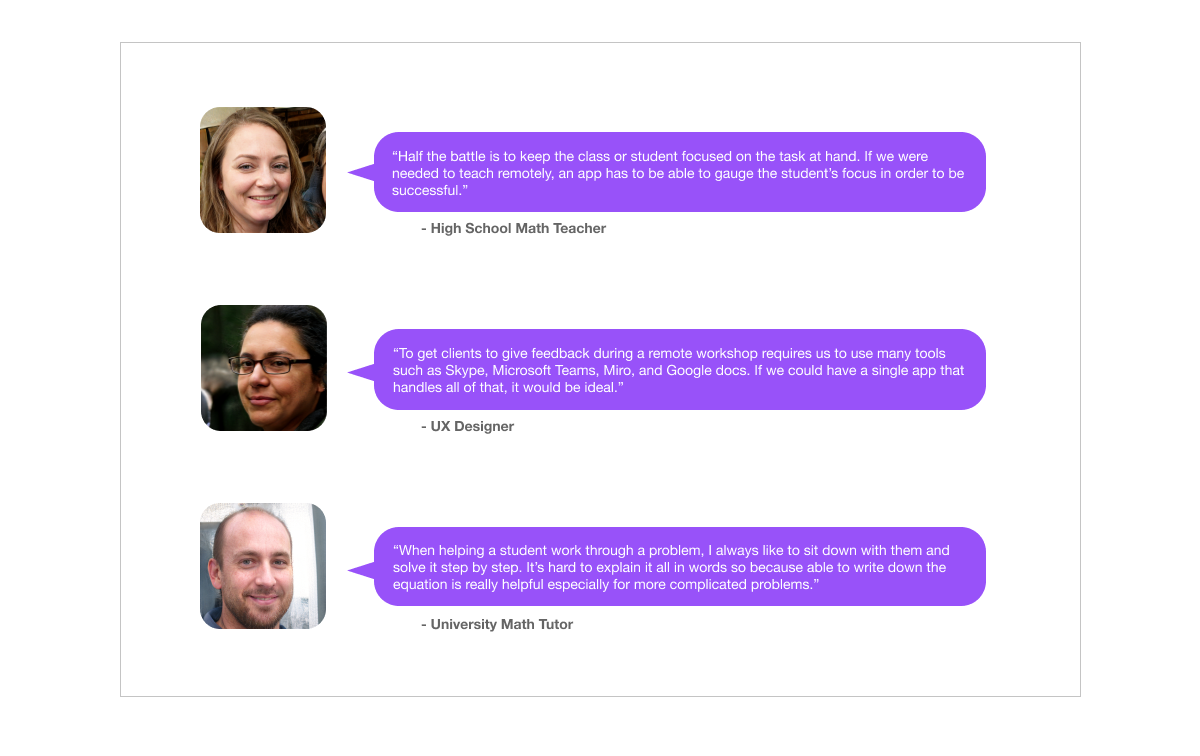 “Half the battle is to keep the class or student focused on the task at hand. If we were
needed to teach remotely, an app has to be able to gauge the student’s focus in order to be
successful.”
- High School Math Teacher
“To get clients to give feedback during a remote workshop requires us to use many tools
such as Skype, Microsoft Teams, Miro, and Google docs. If we could have a single app that
handles all of that, it would be ideal.”
- UX Designer
“When helping a student work through a problem, I always like to sit down with them and
solve it step by step. It’s hard to explain it all in words so because able to write down the
equation is really helpful especially for more complicated problems.”
- University Math Tutor